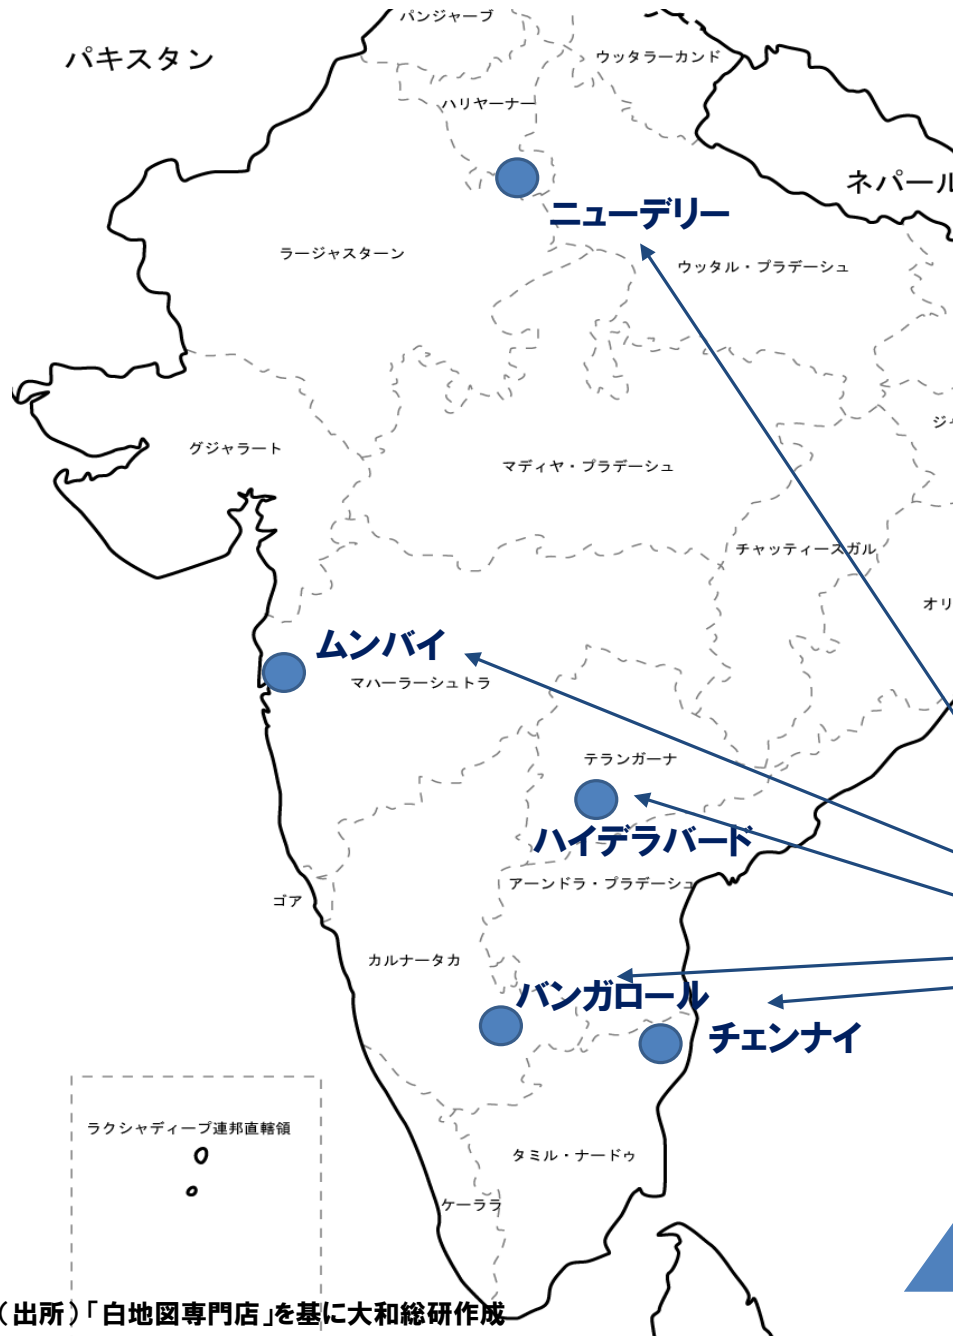 パンジャーブ
パキスタン
ウッタラーカンド
ハリヤーナー
ネパール
ニューデリー
ラージャスターン
ウッタル・プラデーシュ
ジャ
グジャラート
マディヤ・プラデーシュ
チャッティースガル
オリ
ムンバイ
マハーラーシュトラ
テランガーナ
ハイデラバード
アーンドラ・プラデーシュ
ゴア
カルナータカ
バンガロール
チェンナイ
ラクシャディープ連邦直轄領
タミル・ナードゥ
ケーララ
(出所)「白地図専門店」を基に大和総研作成